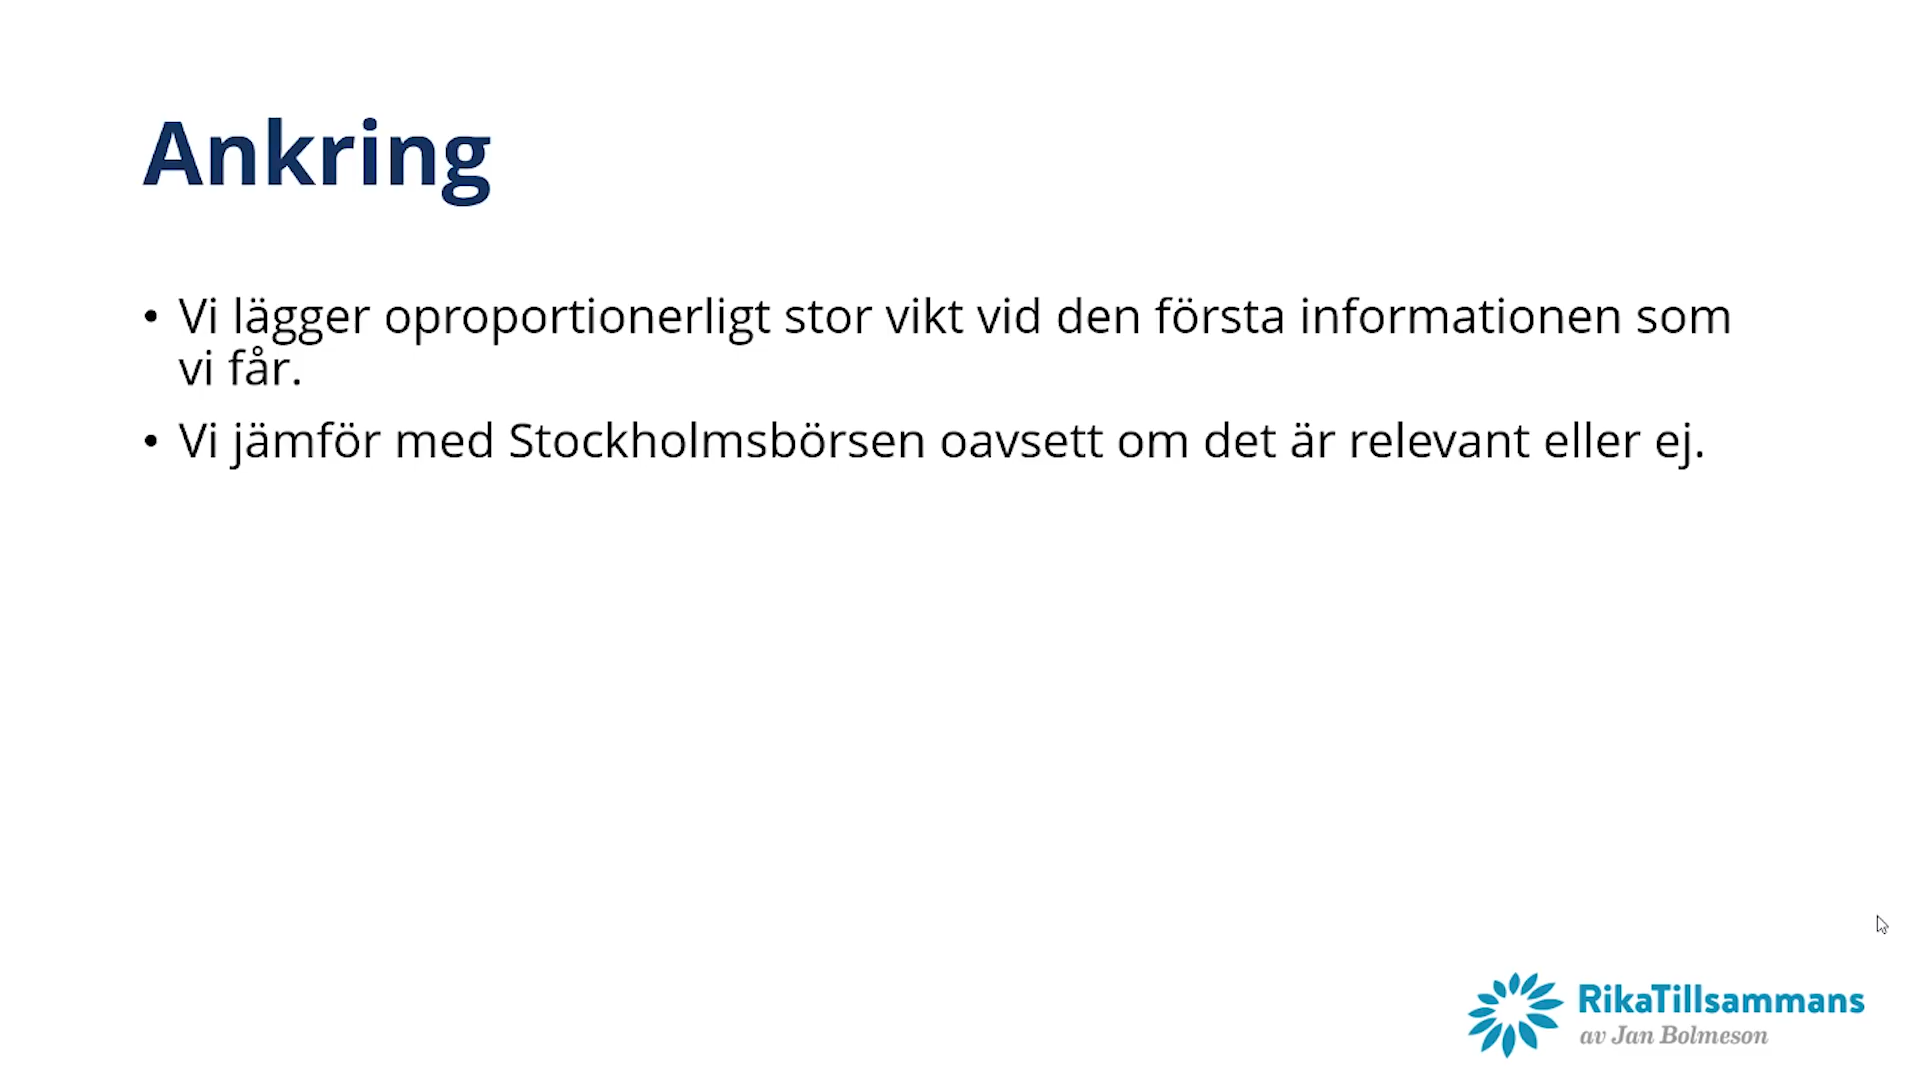 Ankring
• Vi lägger oproportionerligt stor vikt vid den första informationen som
vi får.
• Vi jämför med Stockholmsbörsen oavsett om det är relevant eller ej.
RikaTillsammans
av Jan Bolmeson